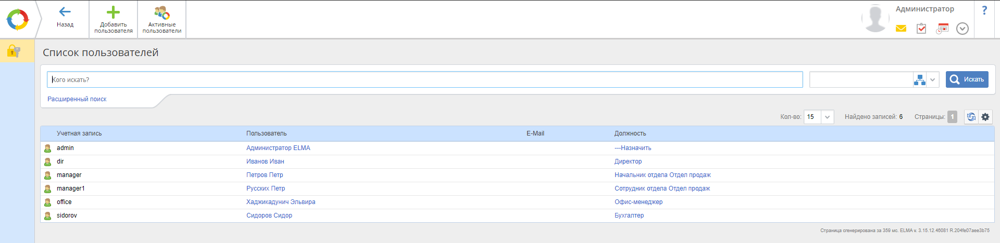 Назад
Добавить
пользователя
Активные
пользователи
Администратор
?
Список пользователей
Кого искать?
Искать
Расширенный поиск
Кол-во: 15 Найдено записей: 6 Страницы: 1
Учетная запись Пользователь E-Mail Должность
admin Администратор ELMA ---Назначить
dir Иванов Иван Директор
manager Петров Петр Начальник отдела Отдел продаж
manager1 Русских Петр Сотрудник отдела Отдел продаж
office Хаджикадунич Эльвира Офис-менеджер
sidorov Сидоров Сидор Бухгалтер
Страница сгенерирована за 359 мс. ELMA v. 3.15.12.46081 R.204fe07aee3b75